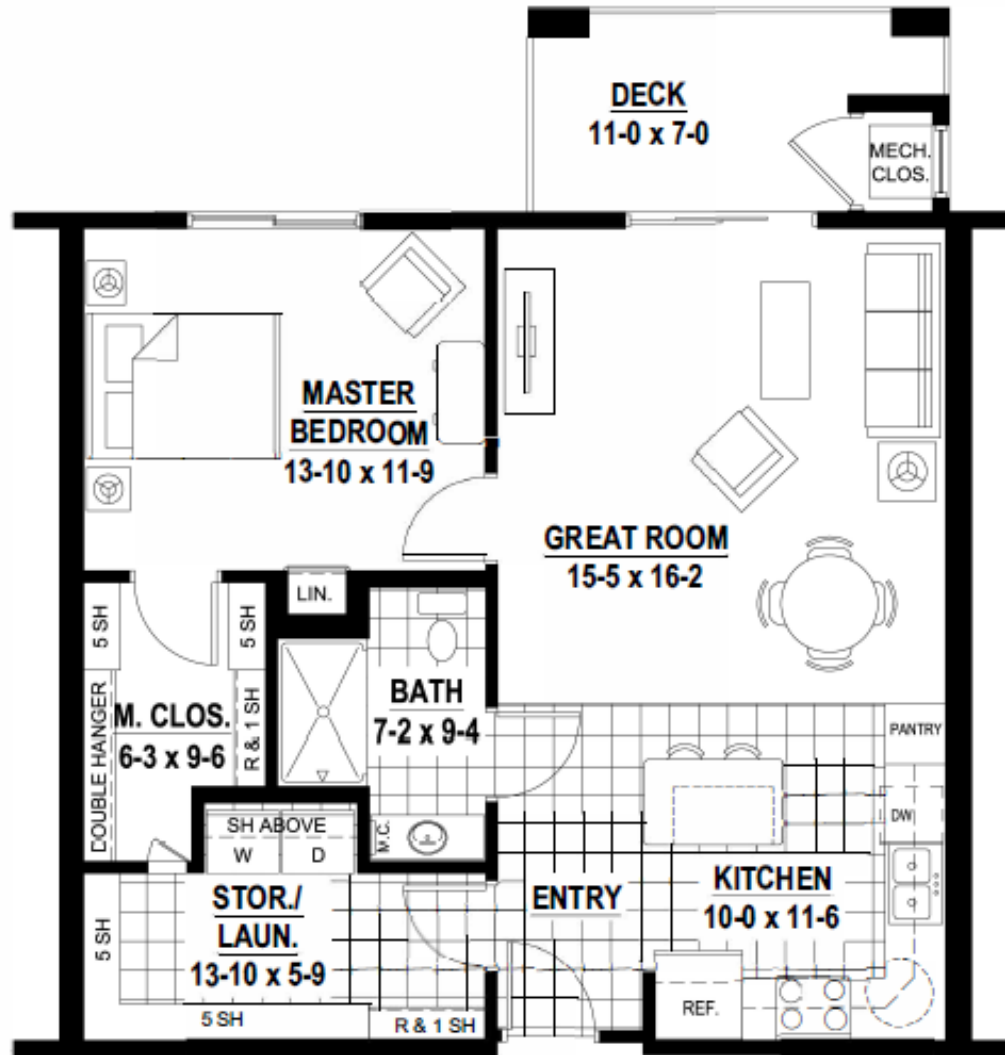 DECK
11-0 x 7-0
MECH.
CLOS.
MASTER
BEDROOM
13-10 x 11-9
GREAT ROOM
15-5 x 16-2
LIN.
5 SH
5 SH
DOUBLE HANGER
M. CLOS.
6-3 x 9-6
R & 1 SH
BATH
7-2 x 9-4
PANTRY
SH ABOVE
W
D
M.C.
DW
STOR./
LAUN.
13-10 x 5-9
ENTRY
KITCHEN
10-0 x 11-6
5 SH
5 SH
R & 1 SH
REF.